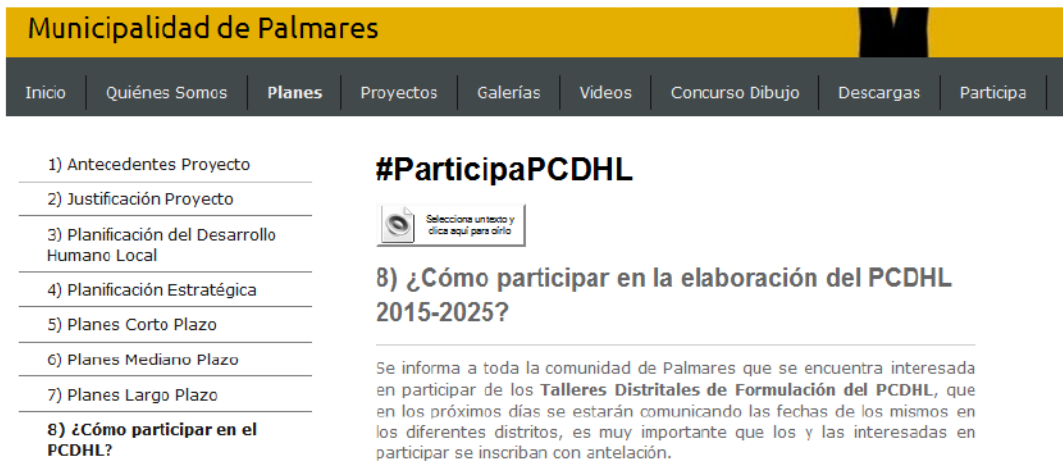 Municipalidad de Palmares
Inicio Quiénes Somos Planes Proyectos Galerías Videos Concurso Dibujo Descargas Participa
1) Antecedentes Proyecto
2) Justificación Proyecto
3) Planificación del Desarrollo
Humano Local
4) Planificación Estratégica
5) Planes Corto Plazo
6) Planes Mediano Plazo
7) Planes Largo Plazo
8) ¿Cómo participar en el
PCDHL?
#ParticipaPCDHL
Selecciona un texto y
clica aquí para oírlo
8) ¿Cómo participar en la elaboración del PCDHL
2015-2025?
Se informa a toda la comunidad de Palmares que se encuentra interesada
en participar de los Talleres Distritales de Formulación del PCDHL, que
en los próximos días se estarán comunicando las fechas de los mismos en
los diferentes distritos, es muy importante que los y las interesadas en
participar se inscriban con antelación.